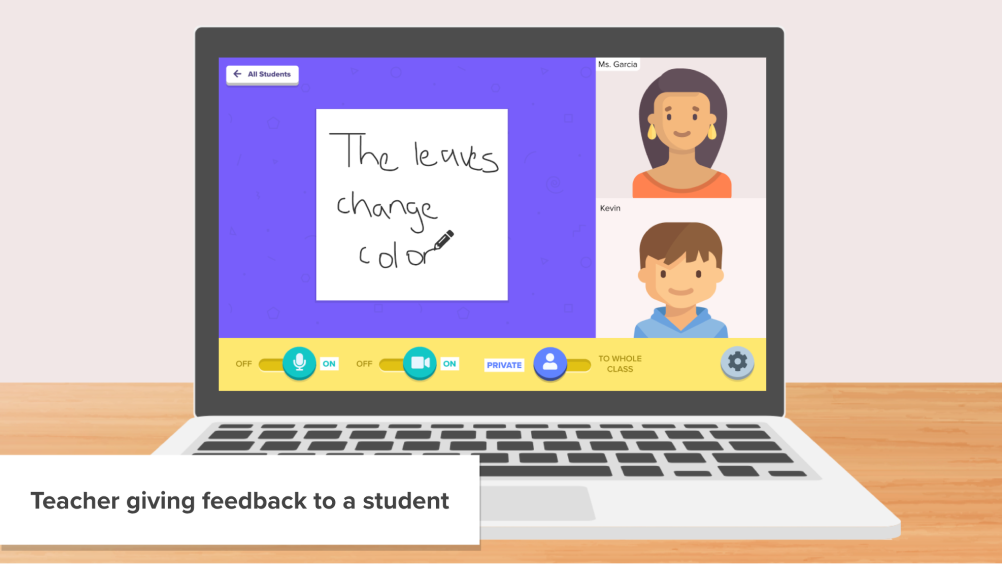 ← All Students
Ms. Garcia
The leaves
change
color
Kevin
OFF ON OFF ON PRIVATE TO WHOLE
CLASS
Teacher giving feedback to a student